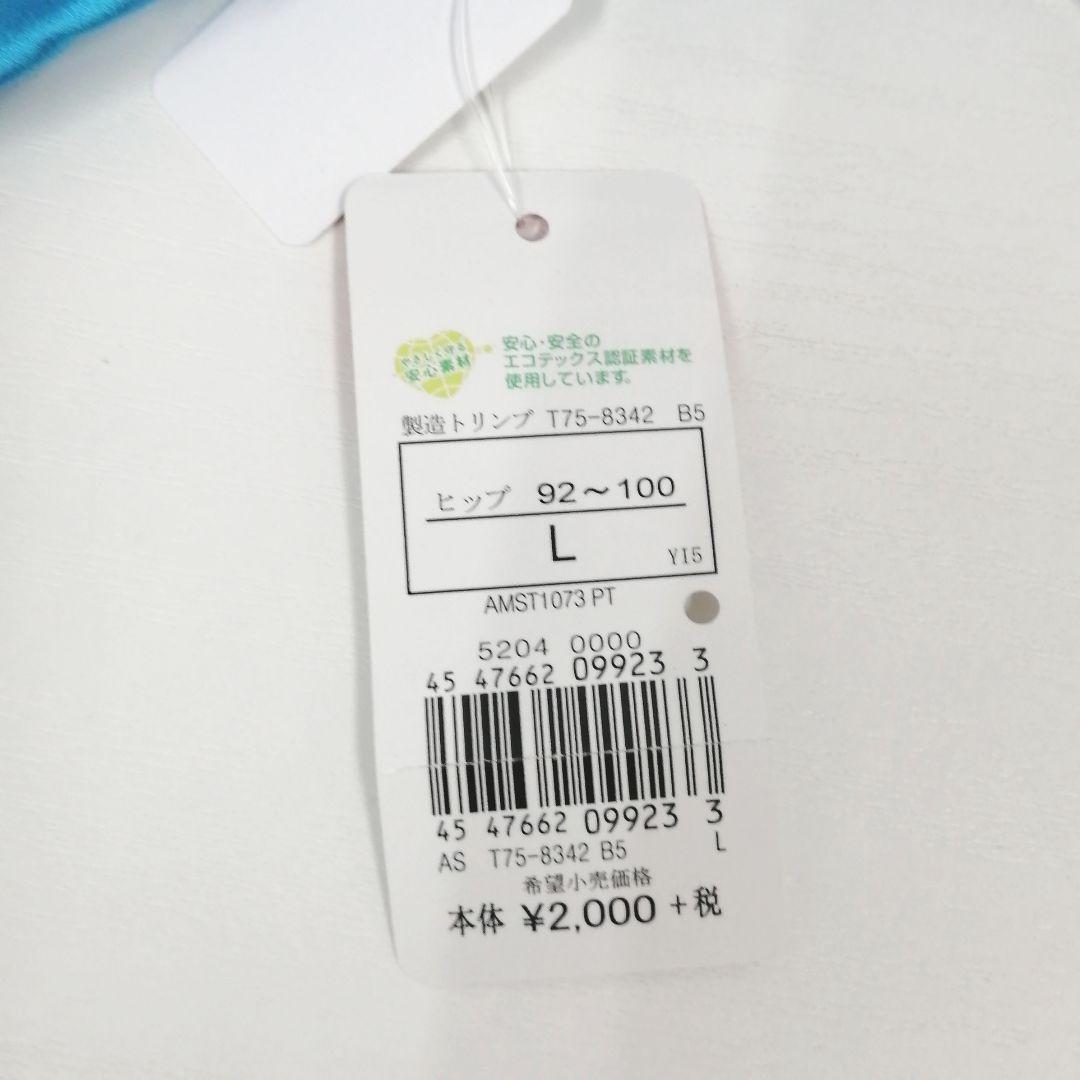 やさしく守る
安心素材
安心・安全の
エコテックス認証素材を
使用しています。
製造トリンプ T75-8342 B5
ヒップ 92～100
L
YI5
AMST1073 PT
5204 0000
45 47662 09923 3
45 47662 09923 3
AS T75-8342 B5 L
希望小売価格
本体 ¥2,000 +税